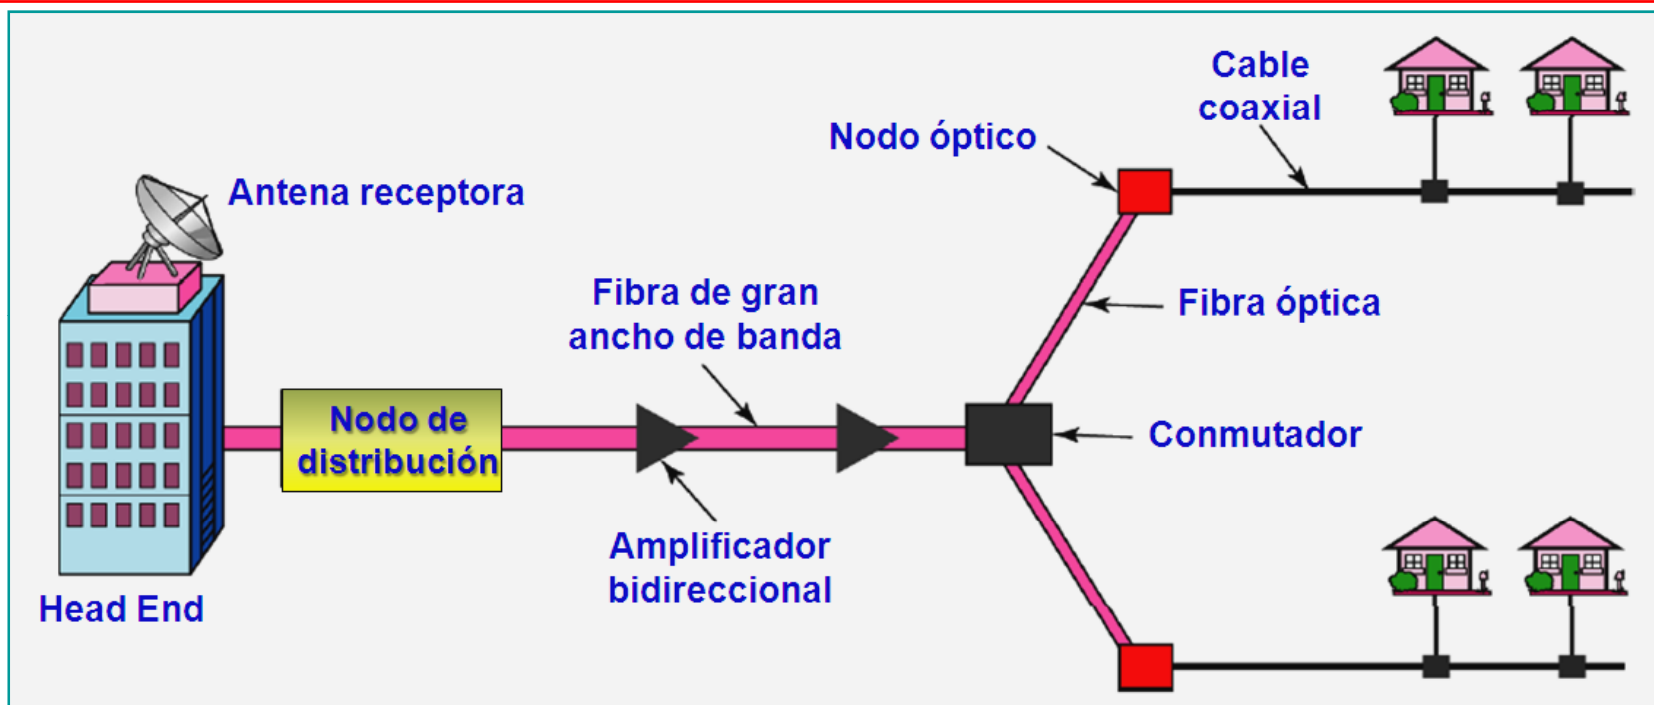 Cable
coaxial
Nodo óptico
Antena receptora
Fibra de gran
ancho de banda
Fibra óptica
Nodo de
distribución
Conmutador
Amplificador
bidireccional
Head End